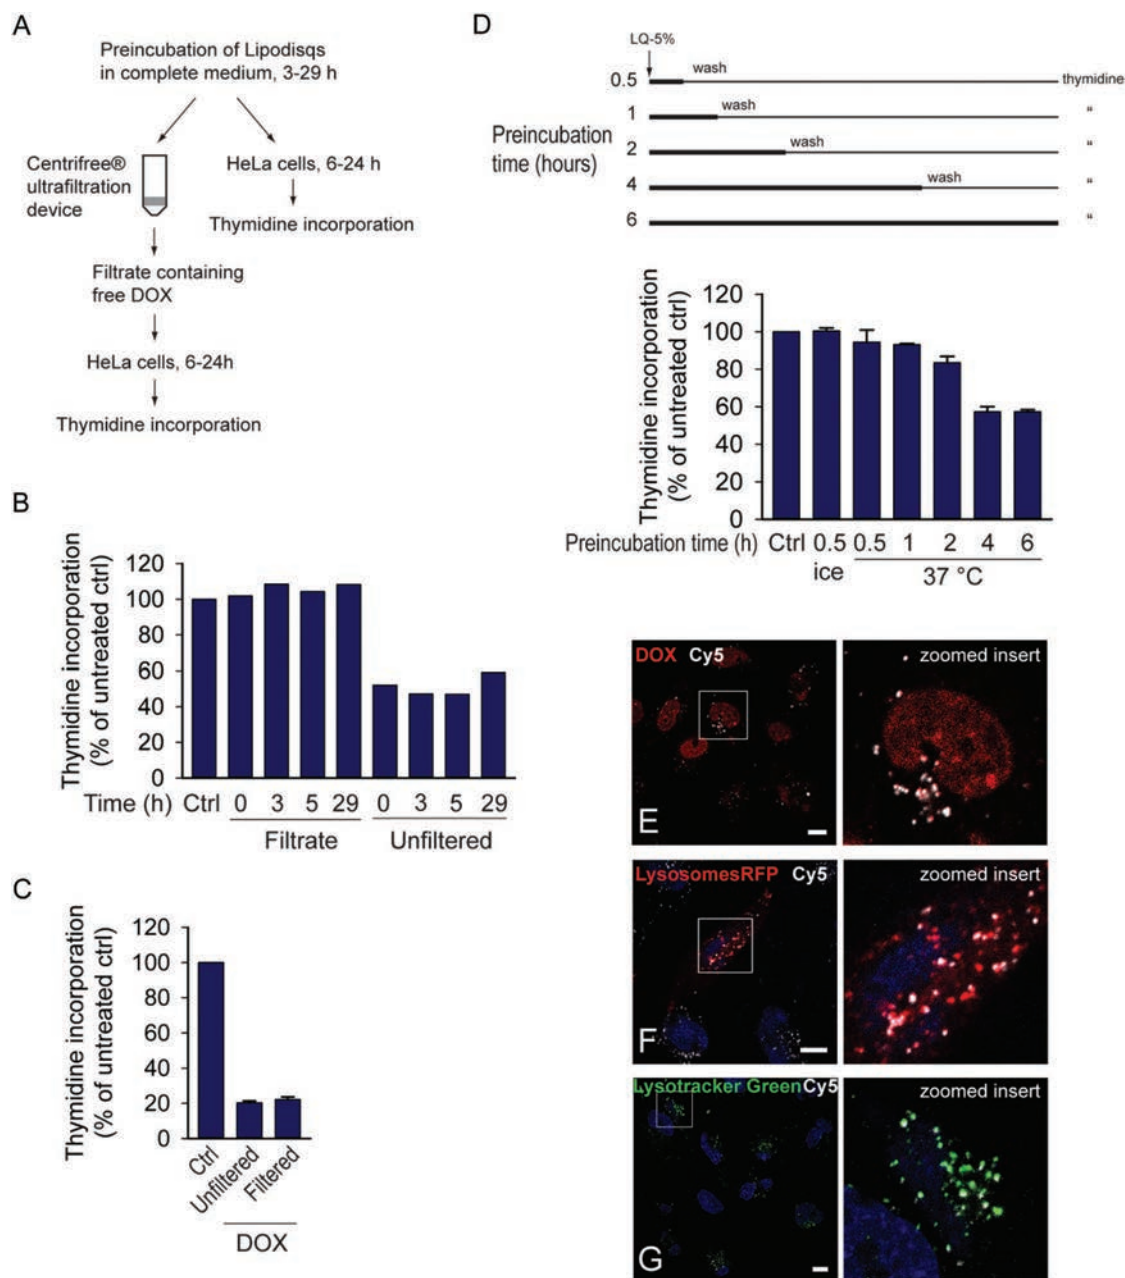 A
Preincubation of Lipodisqs
in complete medium, 3-29 h
Centrifree®
ultrafiltration
device
HeLa cells, 6-24 h
Thymidine incorporation
Filtrate containing
free DOX
HeLa cells, 6-24h
Thymidine incorporation
B
Thymidine incorporation
(% of untreated ctrl)
120
100
80
60
40
20
0
Time (h) Ctrl 0 3 5 29 0 3 5 29
Filtrate Unfiltered
C
Thymidine incorporation
(% of untreated ctrl)
120
100
80
60
40
20
0
Ctrl
Unfiltered
Filtered
DOX
D
LQ-5%
Preincubation
time (hours)
0.5 wash thymidine
1 wash "
2 wash "
4 wash "
6 "
Thymidine incorporation
(% of untreated ctrl)
120
100
80
60
40
20
0
Preincubation time (h) Ctrl 0.5 0.5 1 2 4 6
ice 37 °C
DOX Cy5 zoomed insert
E
LysosomesRFP Cy5 zoomed insert
F
Lysotracker Green Cy5 zoomed insert
G